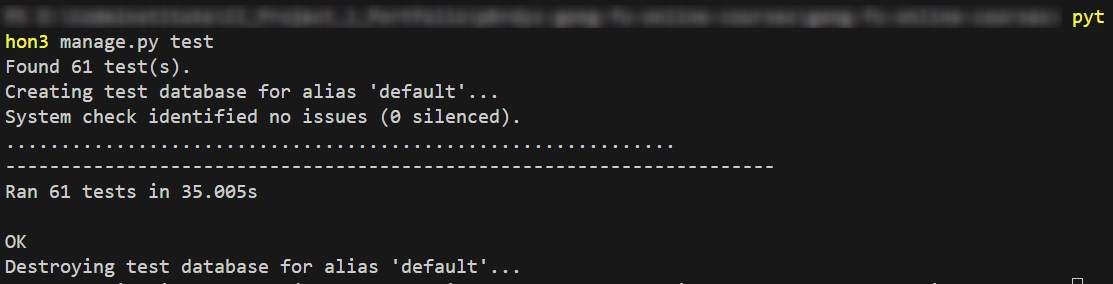 pyt
hon3 manage.py test
Found 61 test(s).
Creating test database for alias 'default'...
System check identified no issues (0 silenced).
.............................................................
----------------------------------------------------------------------
Ran 61 tests in 35.005s
OK
Destroying test database for alias 'default'...